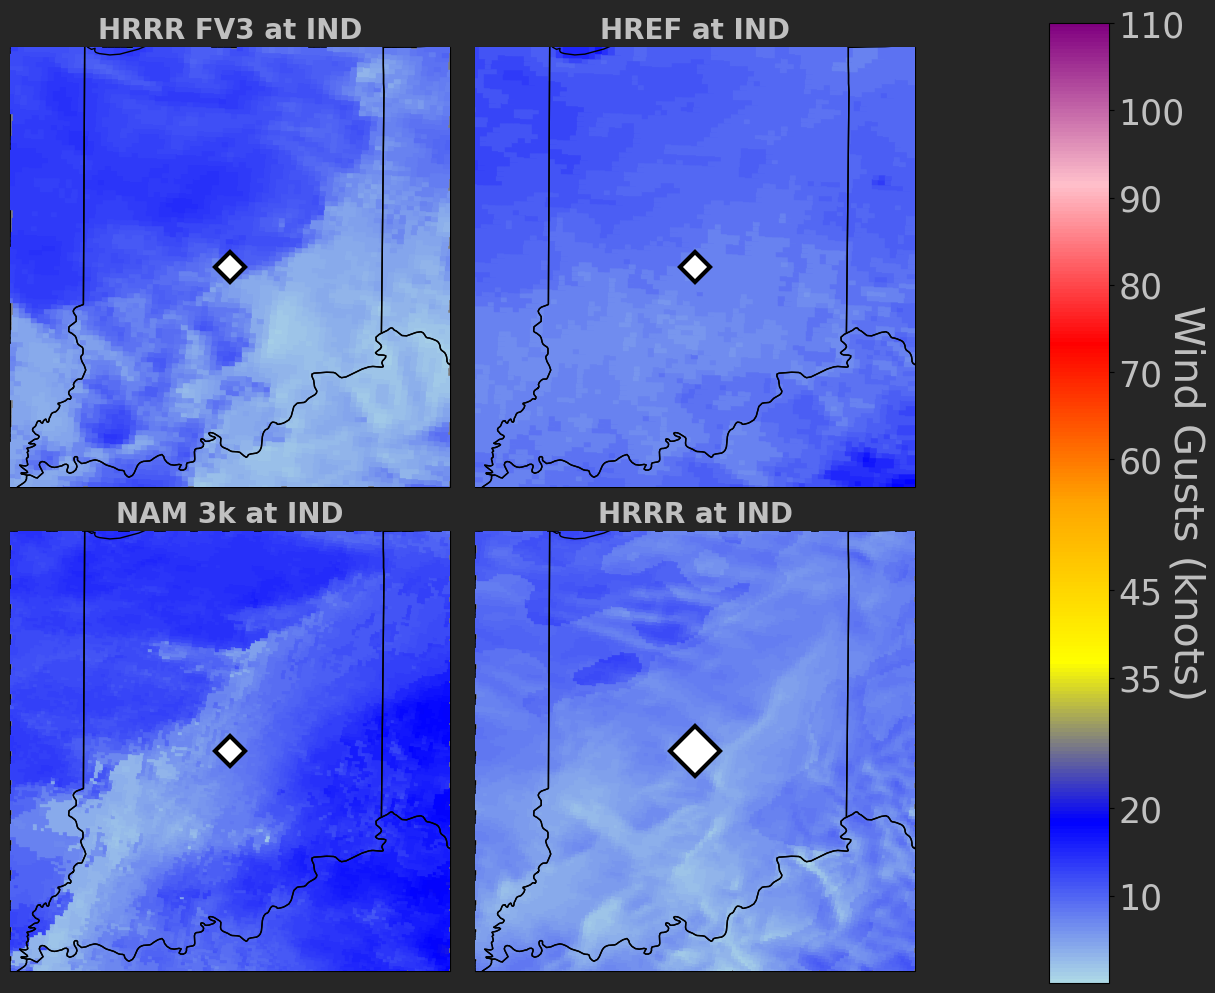 HRRR FV3 at IND
HREF at IND
NAM 3k at IND
HRRR at IND
110
100
90
80
70
60
45
35
20
10
Wind Gusts (knots)